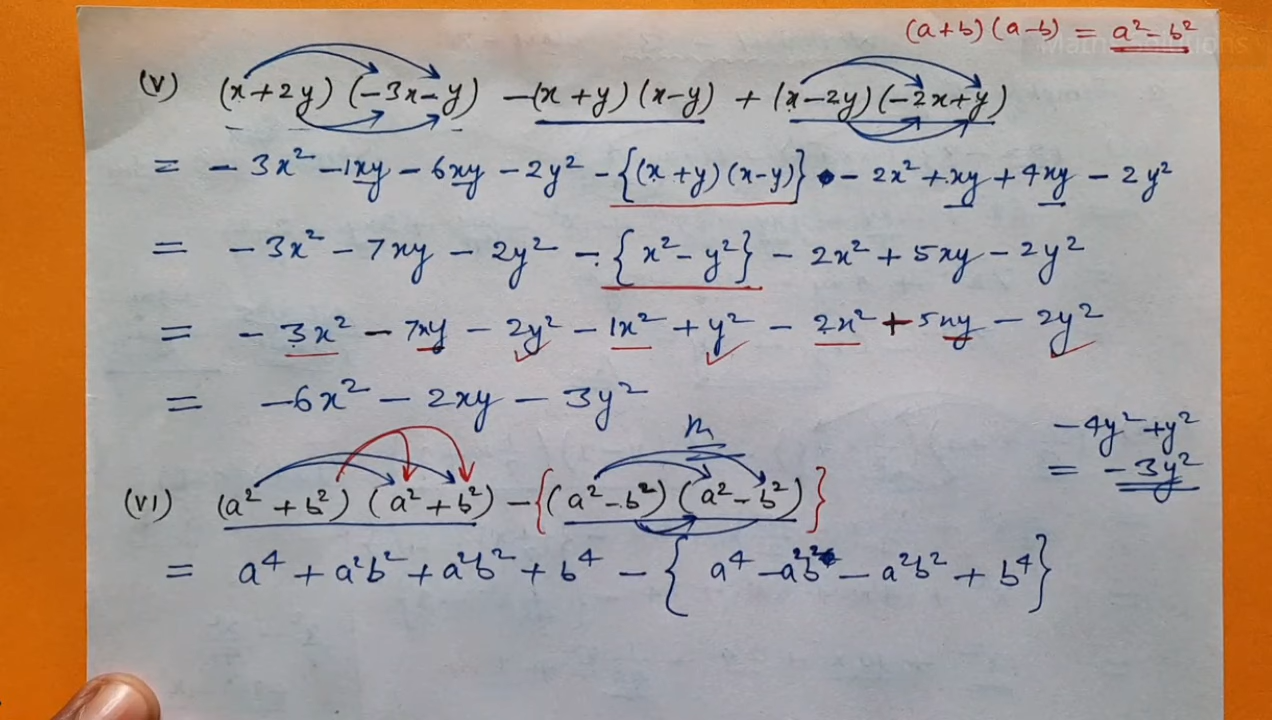 (a+b)(a-b) = a²-b²
(v) (x+2y)(-3x-y) -(x+y)(x-y) + (x-2y)(-2x+y)
= -3x² -1xy - 6xy - 2y² -{(x+y)(x-y)} - 2x² + xy + 4xy - 2y²
= -3x² - 7xy - 2y² - {x² - y²} - 2x² + 5xy - 2y²
= -3x² - 7xy - 2y² - 1x² + y² - 2x² + 5xy - 2y²
= -6x² - 2xy - 3y²
-4y² + y²
= -3y²
(vi) (a² + b²)(a² + b²) - {(a² - b²)(a² - b²)}
= a⁴ + a²b² + a²b² + b⁴ - {a⁴ - a²b² - a²b² + b⁴}